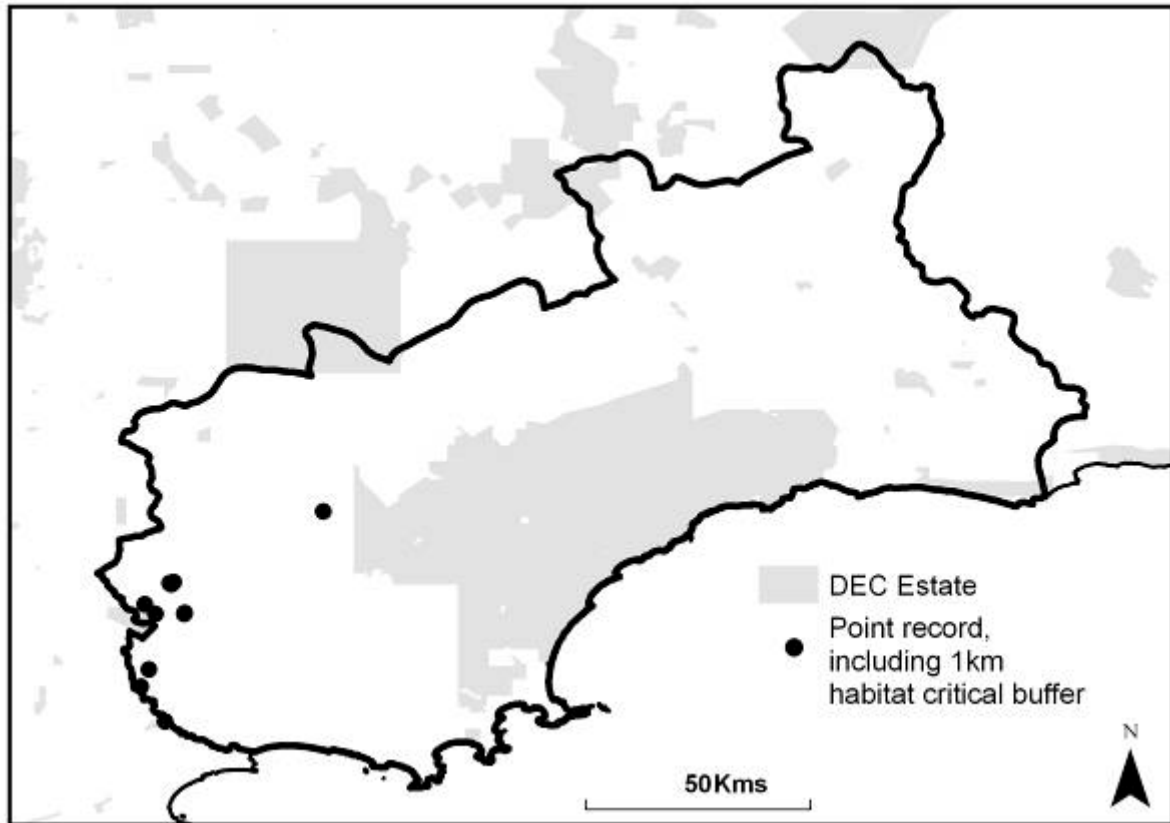 DEC Estate
Point record,
including 1km
habitat critical buffer
N
50Kms